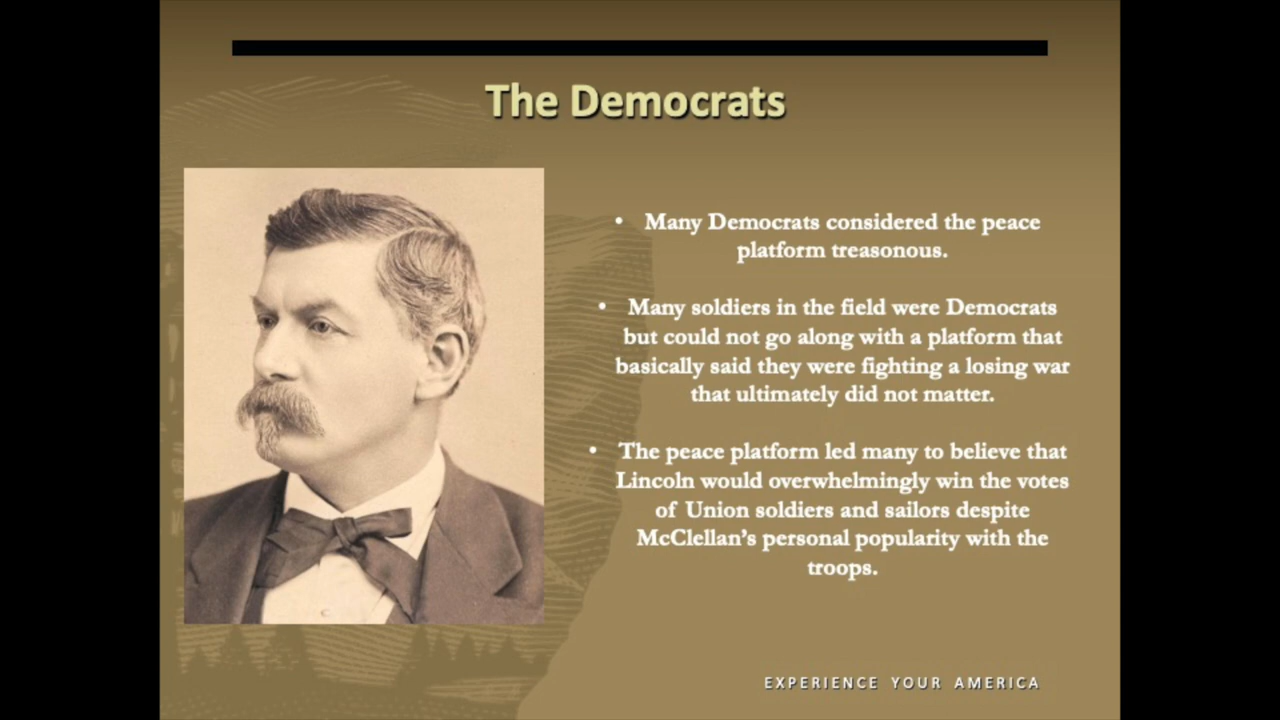 The Democrats
• Many Democrats considered the peace
platform treasonous.
• Many soldiers in the field were Democrats
but could not go along with a platform that
basically said they were fighting a losing war
that ultimately did not matter.
• The peace platform led many to believe that
Lincoln would overwhelmingly win the votes
of Union soldiers and sailors despite
McClellan’s personal popularity with the
troops.
EXPERIENCE YOUR AMERICA